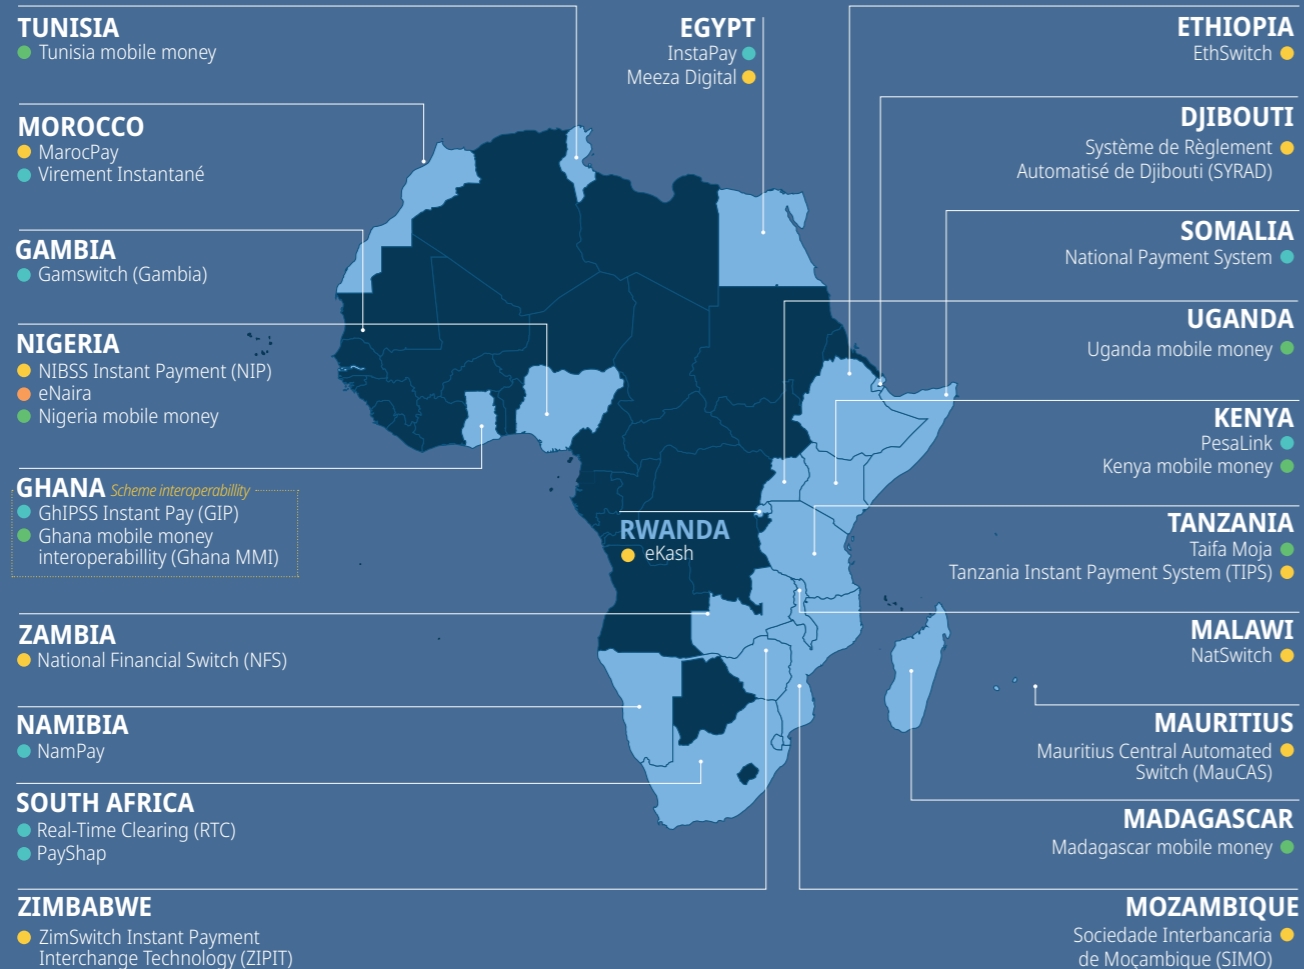 TUNISIA
Tunisia mobile money
MOROCCO
MarocPay
Virement Instantané
GAMBIA
Gamswitch (Gambia)
NIGERIA
NIBSS Instant Payment (NIP)
eNaira
Nigeria mobile money
GHANA Scheme interoperabillity
GhIPSS Instant Pay (GIP)
Ghana mobile money
interoperabillity (Ghana MMI)
ZAMBIA
National Financial Switch (NFS)
NAMIBIA
NamPay
SOUTH AFRICA
Real-Time Clearing (RTC)
PayShap
ZIMBABWE
ZimSwitch Instant Payment
Interchange Technology (ZIPIT)
EGYPT
InstaPay
Meeza Digital
RWANDA
eKash
ETHIOPIA
EthSwitch
DJIBOUTI
Système de Règlement
Automatisé de Djibouti (SYRAD)
SOMALIA
National Payment System
UGANDA
Uganda mobile money
KENYA
PesaLink
Kenya mobile money
TANZANIA
Taifa Moja
Tanzania Instant Payment System (TIPS)
MALAWI
NatSwitch
MAURITIUS
Mauritius Central Automated
Switch (MauCAS)
MADAGASCAR
Madagascar mobile money
MOZAMBIQUE
Sociedade Interbancaria
de Moçambique (SIMO)